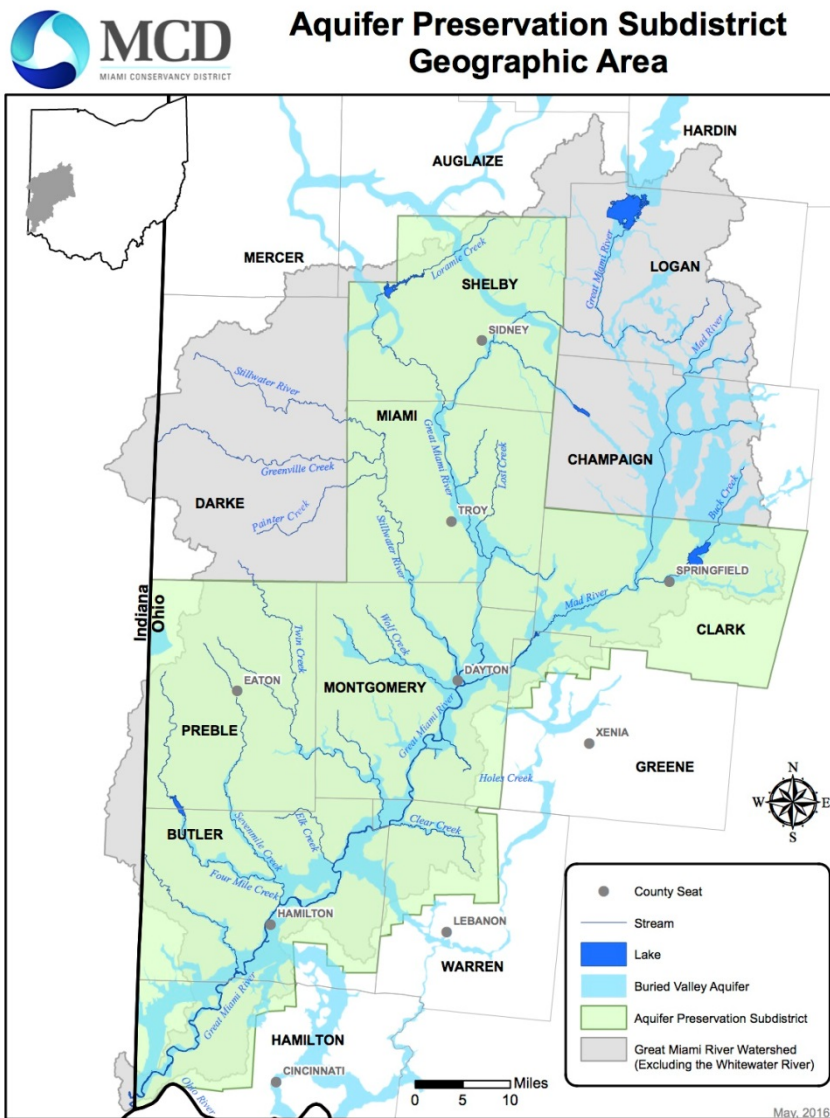 MCD
MIAMI CONSERVANCY DISTRICT
Aquifer Preservation Subdistrict
Geographic Area
HARDIN
AUGLAIZE
MERCER
LOGAN
Great Miami River
Loramie Creek
SHELBY
Mad River
SIDNEY
Stillwater River
MIAMI
Great Miami River
Lost Creek
CHAMPAIGN
Greenville Creek
DARKE
Painter Creek
Buck Creek
TROY
Stillwater River
SPRINGFIELD
Mad River
Indiana
Ohio
CLARK
Twin Creek
Wolf Creek
EATON
MONTGOMERY
DAYTON
PREBLE
Great Miami River
XENIA
GREENE
Holes Creek
N
W
E
S
BUTLER
Sevenmile Creek
Elk Creek
Clear Creek
Four Mile Creek
HAMILTON
LEBANON
WARREN
Great Miami River
HAMILTON
CINCINNATI
Ohio River
Miles
0 5 10
County Seat
Stream
Lake
Buried Valley Aquifer
Aquifer Preservation Subdistrict
Great Miami River Watershed
(Excluding the Whitewater River)
May, 2016